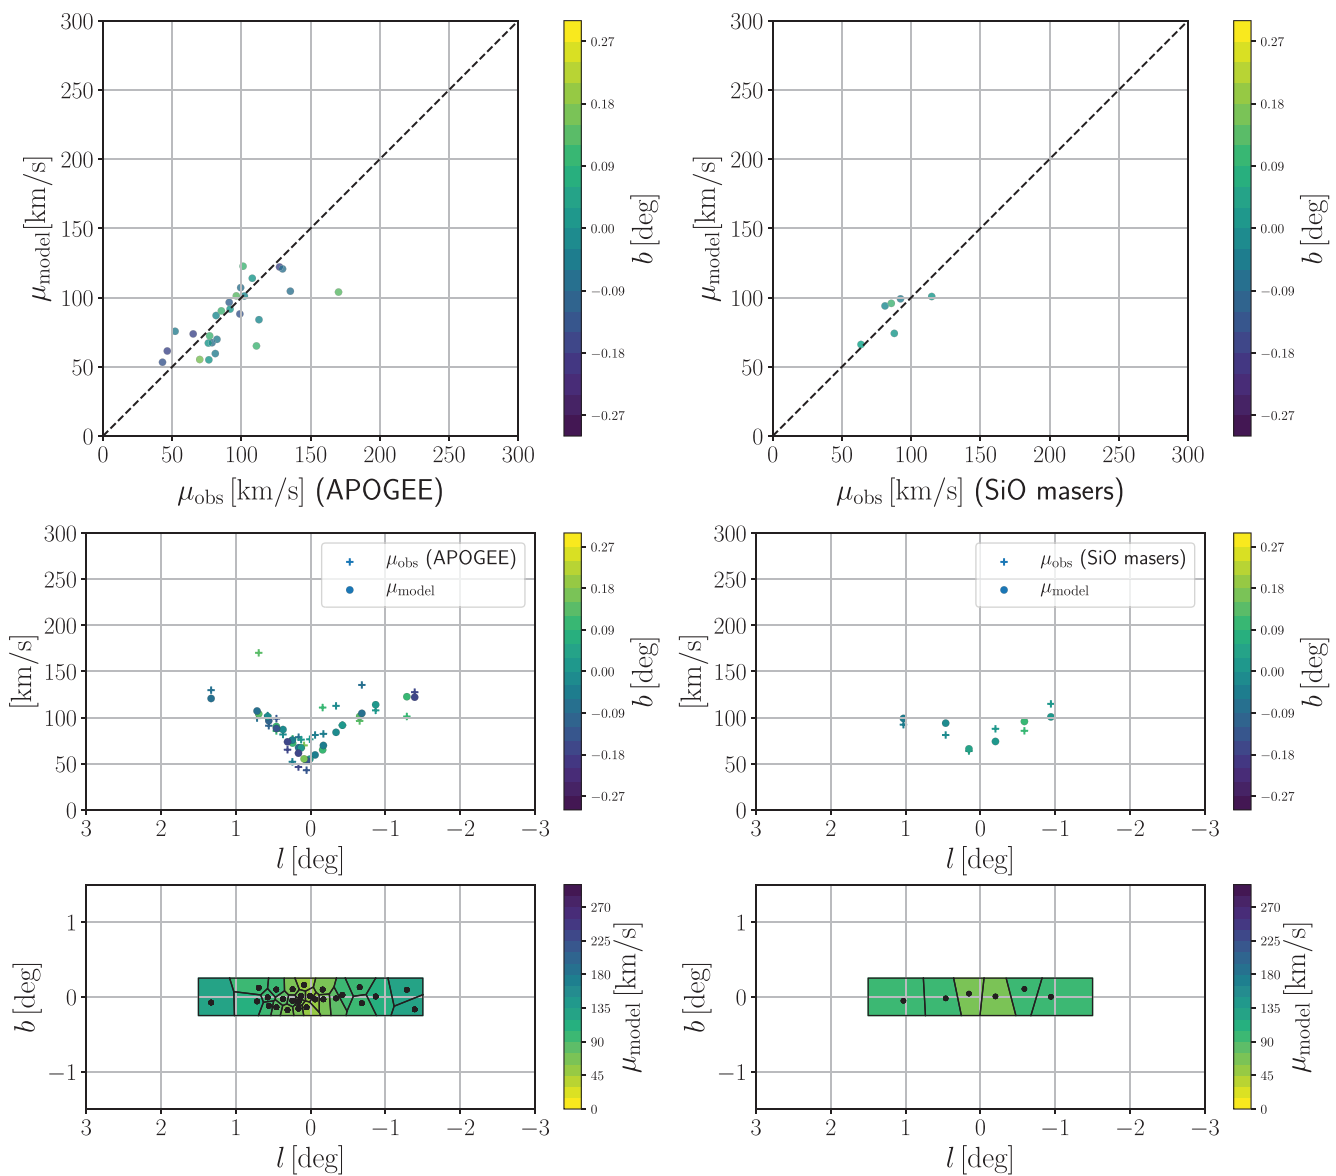 300
250
200
150
100
50
0
μmodel[km/s]
0 50 100 150 200 250 300
μobs [km/s] (APOGEE)
0.27
0.18
0.09
0.00
−0.09
−0.18
−0.27
b [deg]
300
250
200
150
100
50
0
μmodel[km/s]
0 50 100 150 200 250 300
μobs [km/s] (SiO masers)
0.27
0.18
0.09
0.00
−0.09
−0.18
−0.27
b [deg]
300
250
200
150
100
50
0
[km/s]
μobs (APOGEE)
μmodel
3 2 1 0 −1 −2 −3
l [deg]
0.27
0.18
0.09
0.00
−0.09
−0.18
−0.27
b [deg]
300
250
200
150
100
50
0
[km/s]
μobs (SiO masers)
μmodel
3 2 1 0 −1 −2 −3
l [deg]
0.27
0.18
0.09
0.00
−0.09
−0.18
−0.27
b [deg]
1
0
−1
b [deg]
3 2 1 0 −1 −2 −3
l [deg]
270
225
180
135
90
45
0
μmodel [km/s]
1
0
−1
b [deg]
3 2 1 0 −1 −2 −3
l [deg]
270
225
180
135
90
45
0
μmodel [km/s]